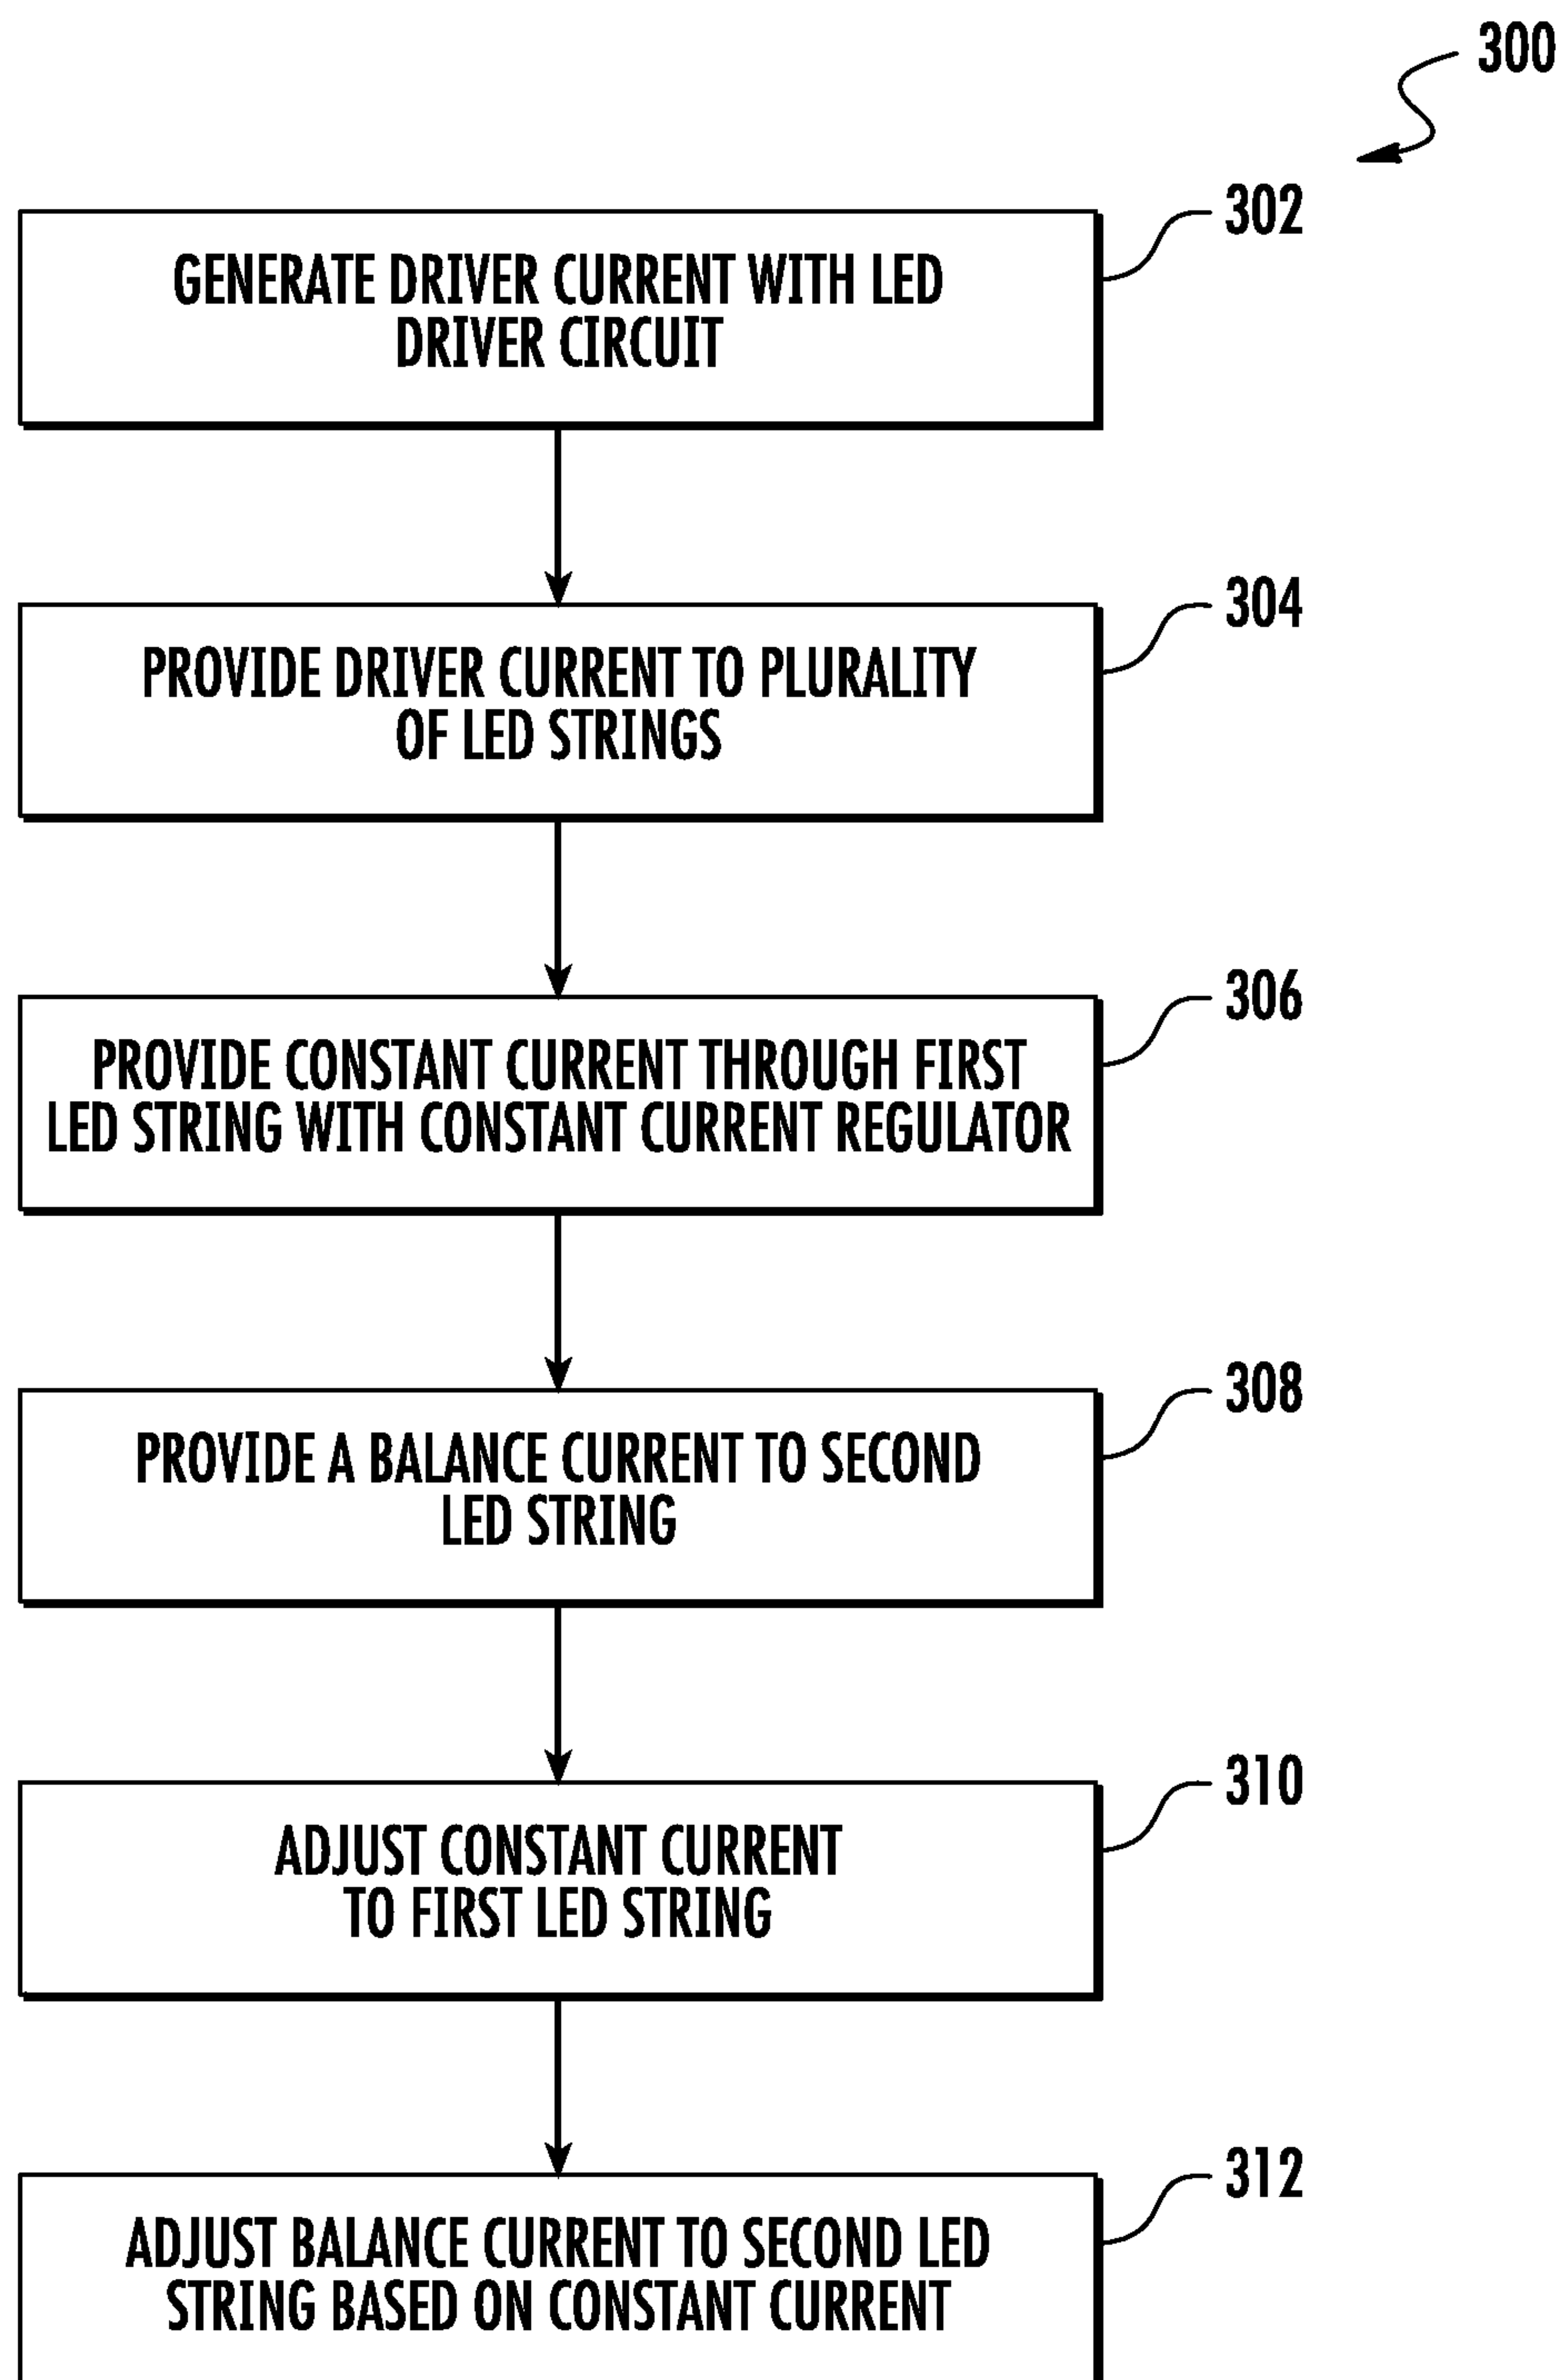 300
302
GENERATE DRIVER CURRENT WITH LED
DRIVER CIRCUIT
304
PROVIDE DRIVER CURRENT TO PLURALITY
OF LED STRINGS
306
PROVIDE CONSTANT CURRENT THROUGH FIRST
LED STRING WITH CONSTANT CURRENT REGULATOR
308
PROVIDE A BALANCE CURRENT TO SECOND
LED STRING
310
ADJUST CONSTANT CURRENT
TO FIRST LED STRING
312
ADJUST BALANCE CURRENT TO SECOND LED
STRING BASED ON CONSTANT CURRENT